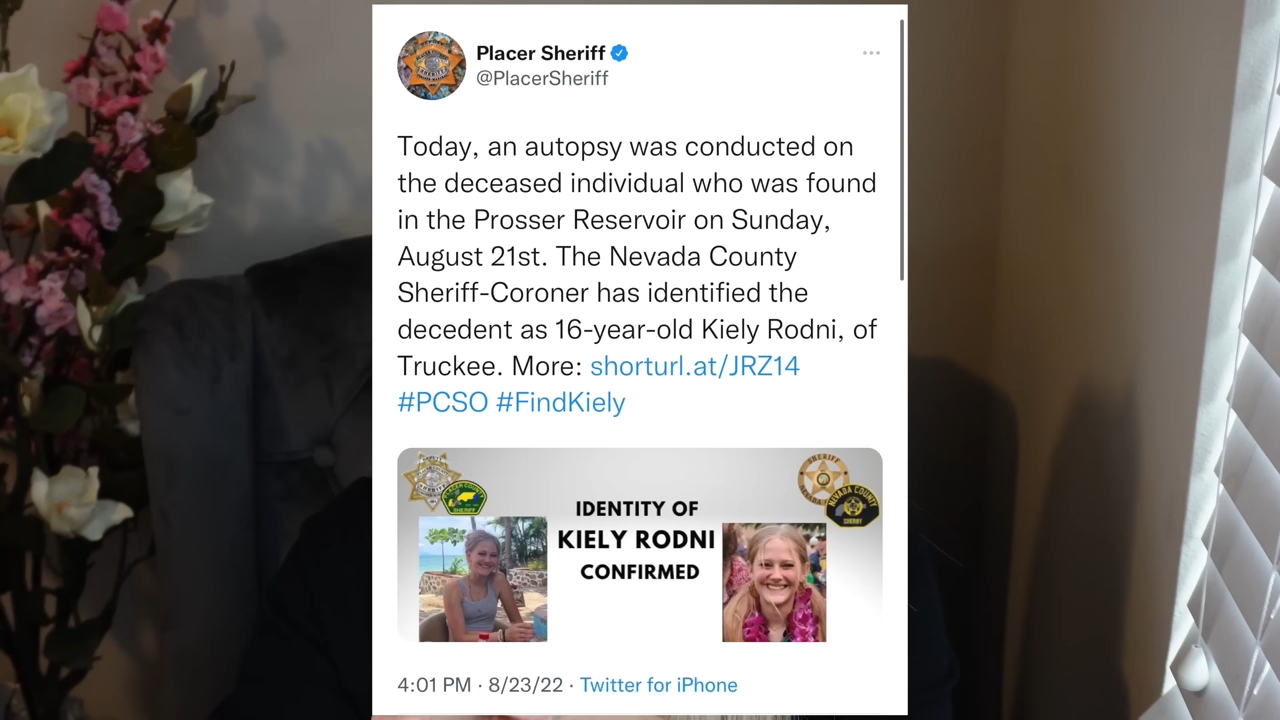 Placer Sheriff
@PlacerSheriff
Today, an autopsy was conducted on
the deceased individual who was found
in the Prosser Reservoir on Sunday,
August 21st. The Nevada County
Sheriff-Coroner has identified the
decedent as 16-year-old Kiely Rodni, of
Truckee. More: shorturl.at/JRZ14
#PCSO #FindKiely
IDENTITY OF
KIELY RODNI
CONFIRMED
4:01 PM · 8/23/22 · Twitter for iPhone